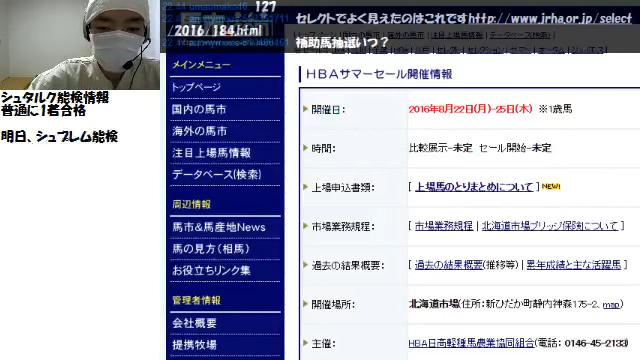 127
セレクトでよく見えたのはこれですhttp://www.jrha.or.jp/select
/2016/184.html
補助馬抽選いつ?
シュタルク能検情報
普通に1着合格
明日、シュプレム能検
メインメニュー
トップページ
国内の馬市
海外の馬市
注目上場馬情報
データベース(検索)
周辺情報
馬市&馬産地News
馬の見方(相馬)
お役立ちリンク集
管理者情報
会社概要
提携牧場
HBAサマーセール開催情報
開催日: 2016年8月22日(月)-25日(木) ※1歳馬
時間: 比較展示-未定 セール開始-未定
上場申込書類: [ 上場馬のとりまとめについて ] NEW!
市場業務規程: [ 市場業務規程 | 北海道市場ブリッジ保険について ]
過去の結果概要: [ 過去の結果概要(推移等) | 累年成績と主な活躍馬 ]
開催場所: 北海道市場(住所:新ひだか町静内神森175-2、map)
主催: HBA日高軽種馬農業協同組合(電話: 0146-45-2133)